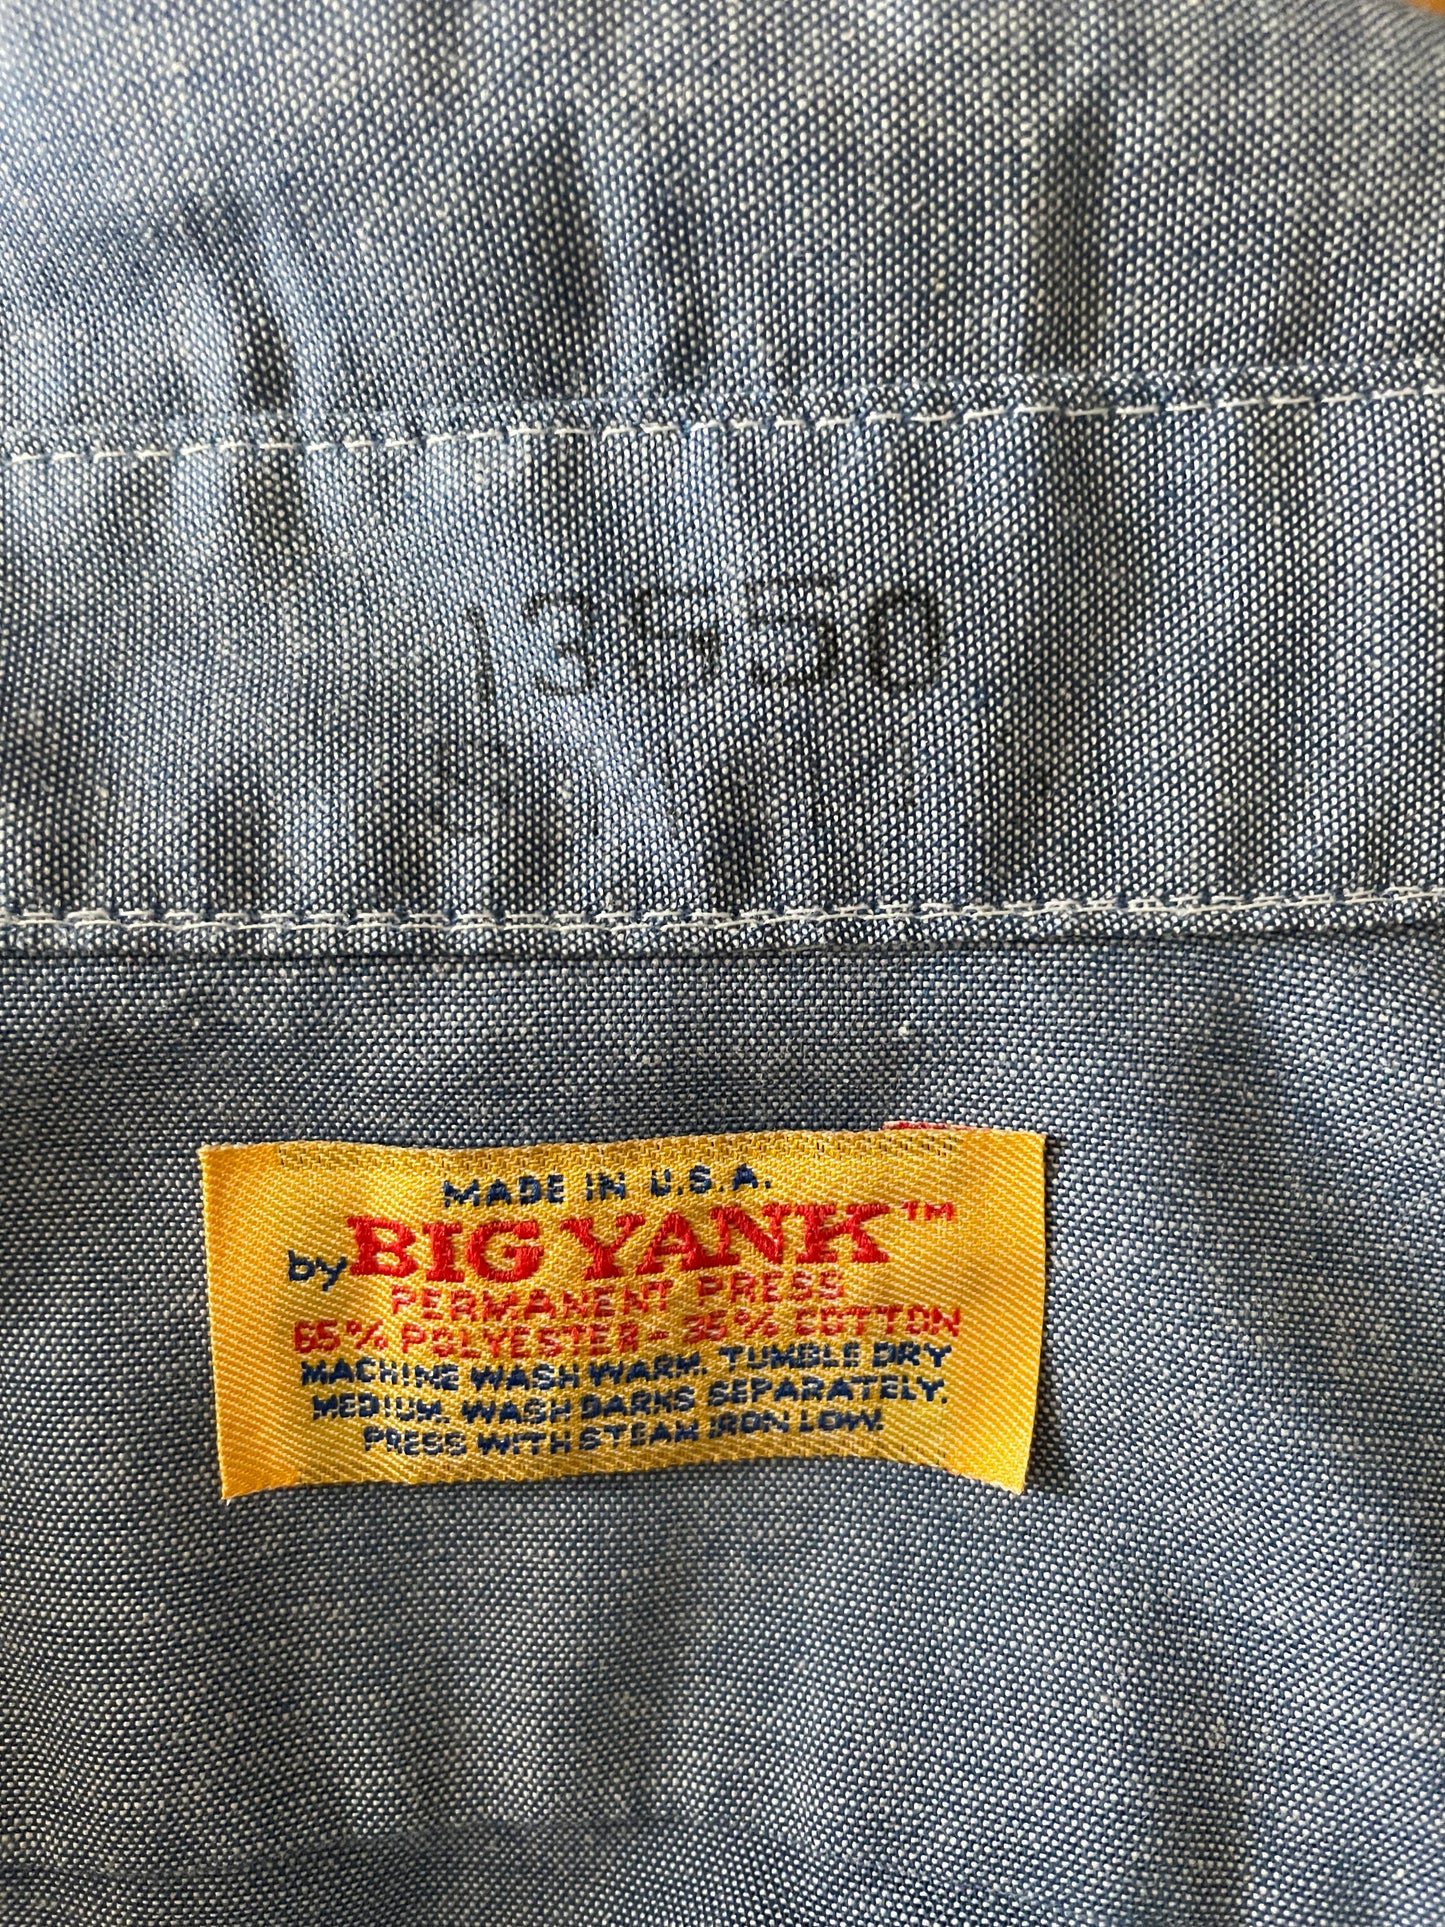 13650
MADE IN U.S.A.
by BIG YANK™
PERMANENT PRESS
65% POLYESTER - 35% COTTON
MACHINE WASH WARM. TUMBLE DRY
MEDIUM. WASH DARKS SEPARATELY.
PRESS WITH STEAM IRON LOW.